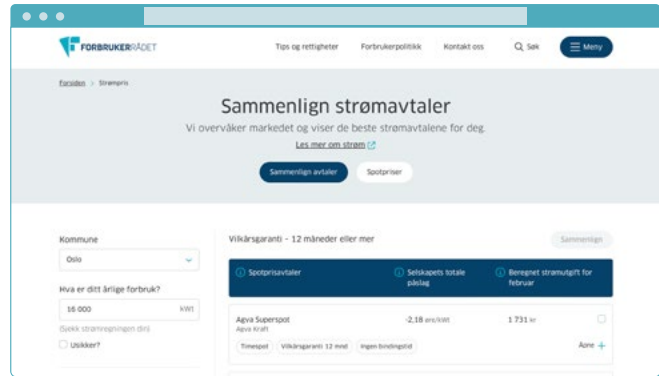 FORBRUKERRÅDET
Tips og rettigheter Forbrukerpolitikk Kontakt oss Søk Meny
Forsiden > Strømpris
Sammenlign strømavtaler
Vi overvåker markedet og viser de beste strømavtalene for deg.
Les mer om strøm
Sammenlign avtaler Spotpriser
Kommune
Oslo
Hva er ditt årlige forbruk?
16 000 kWt
(Sjekk strømregningen din)
Usikker?
Vilkårsgaranti - 12 måneder eller mer
Sammenlign
Spotprisavtaler
Selskapets totale
påslag
Beregnet strømutgift for
februar
Agva Superspot -2,18 øre/kWt 1 731 kr
Agva Kraft
Timespot Vilkårsgaranti 12 mnd Ingen bindingstid Åpne +